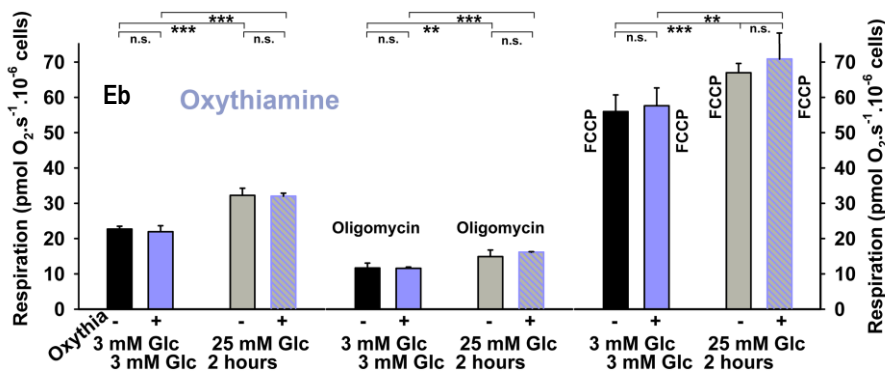 *** *** **
*** n.s. n.s. ** n.s. n.s. *** n.s. n.s.
Respiration (pmol O₂.s⁻¹.10⁻⁶ cells)
70
60
50
40
30
20
10
0
Eb
Oxythiamine
Oligomycin Oligomycin
FCCP FCCP FCCP FCCP
70
60
50
40
30
20
10
0
Respiration (pmol O₂.s⁻¹.10⁻⁶ cells)
Oxythia - + - + - + - + - + - +
3 mM Glc 25 mM Glc 3 mM Glc 25 mM Glc 3 mM Glc 25 mM Glc
3 mM Glc 2 hours 3 mM Glc 2 hours 3 mM Glc 2 hours